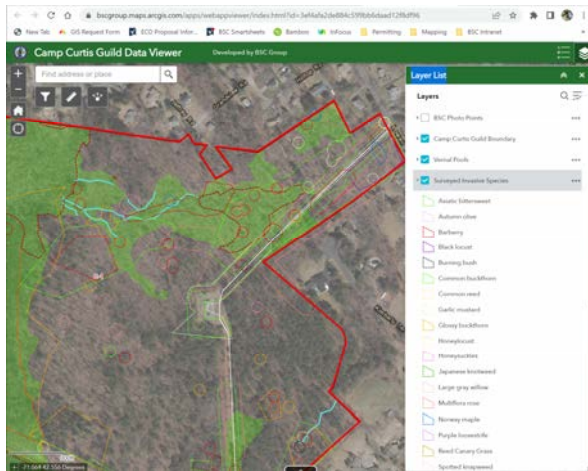 bscgroup.maps.arcgis.com/apps/webappviewer/index.html?id=
New Tab
GIS Request Form
ECO Proposal Infor...
BSC Smartsheets
Bamboo
InFocus
Permitting
Mapping
BSC Intranet
Camp Curtis Guild Data Viewer
Developed by BSC Group
Find address or place
Layer List
Layers
BSC Photo Points
Camp Curtis Guild Boundary
Vernal Pools
Surveyed Invasive Species
Asiatic bittersweet
Autumn olive
Barberry
Black locust
Burning bush
Common buckthorn
Common reed
Garlic mustard
Glossy buckthorn
Honeylocust
Honeysuckles
Japanese knotweed
Large gray willow
Multiflora rose
Norway maple
Purple loosestrife
Reed Canary Grass
Spotted knapweed